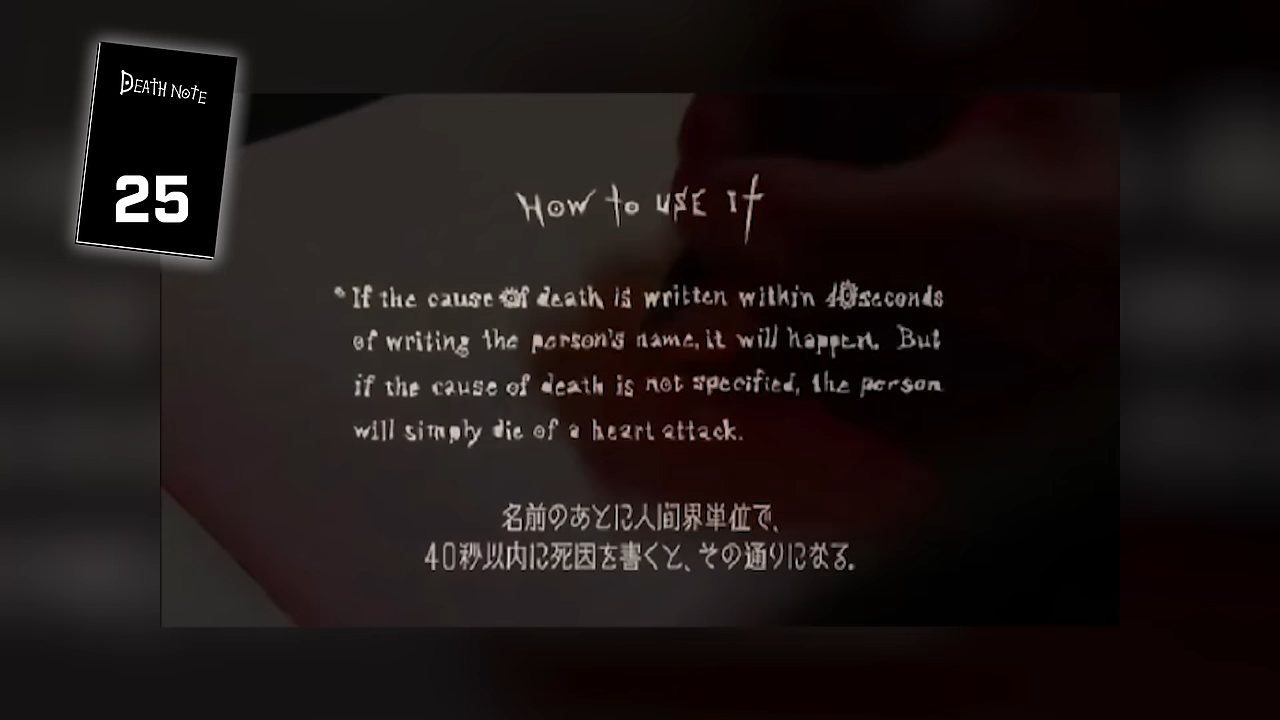 DEATH NOTE
25
HOW TO USE IT
*If the cause of death is written within 40 seconds
of writing the person's name, it will happen. But
if the cause of death is not specified, the person
will simply die of a heart attack.
名前のあとに人間界単位で、
40秒以内に死因を書くと、その通りになる。